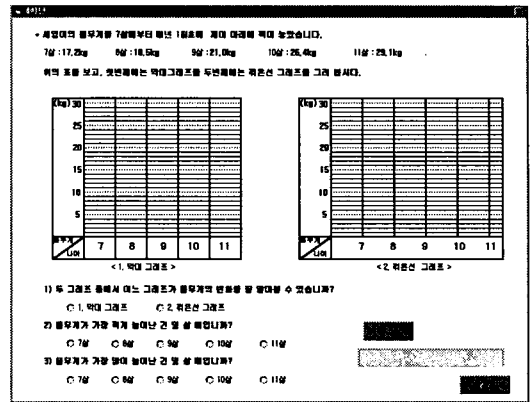 * 세영이의 몸무게를 7살때부터 매년 1월초에 재어 아래에 적어 놓았습니다.
7살 : 17,2kg 8살 : 18,5kg 9살 : 21,0kg 10살 : 26,4kg 11살 : 29,1kg
위의 표를 보고, 첫번째에는 막대그래프를 두번째에는 꺾은선 그래프를 그려 봅시다.
(kg) 30
25
20
15
10
5
몸무게
나이
7 8 9 10 11
< 1. 막대 그래프 >
(kg) 30
25
20
15
10
5
몸무게
나이
7 8 9 10 11
< 2. 꺾은선 그래프 >
1) 두 그래프 중에서 어느 그래프가 몸무게의 변화를 잘 알아볼 수 있습니까?
1. 막대 그래프 2. 꺾은선 그래프
2) 몸무게가 가장 적게 늘어난 건 몇 살 때입니까?
7살 8살 9살 10살 11살
3) 몸무게가 가장 많이 늘어난 건 몇 살 때입니까?
7살 8살 9살 10살 11살